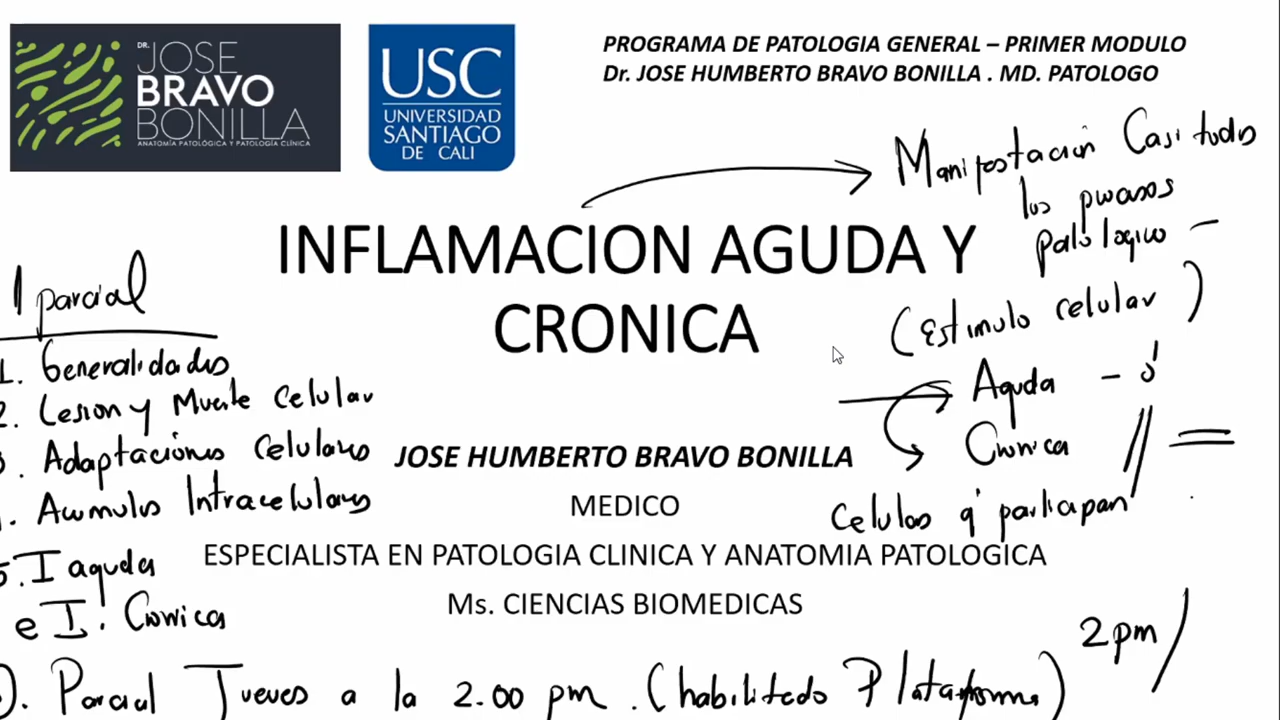 DR. JOSE
BRAVO
BONILLA
ANATOMÍA PATOLÓGICA Y PATOLOGÍA CLÍNICA
USC
UNIVERSIDAD
SANTIAGO
DE CALI
PROGRAMA DE PATOLOGIA GENERAL – PRIMER MODULO
Dr. JOSE HUMBERTO BRAVO BONILLA . MD. PATOLOGO
Manifestación Casi todos
los procesos
patologico –
INFLAMACION AGUDA Y
CRONICA
(Estimulo celular)
Aguda – ó
Cronica
Celulas q' participan
1 parcial
1. Generalidades
2. Lesion y Muerte Celular
3. Adaptaciones Celulares
4. Acumulos Intracelulares
5. I aguda
e I. Cronica
JOSE HUMBERTO BRAVO BONILLA
MEDICO
ESPECIALISTA EN PATOLOGIA CLINICA Y ANATOMIA PATOLOGICA
Ms. CIENCIAS BIOMEDICAS
Parcial Jueves a la 2.00 pm . (habilitado Plataforma) 2pm